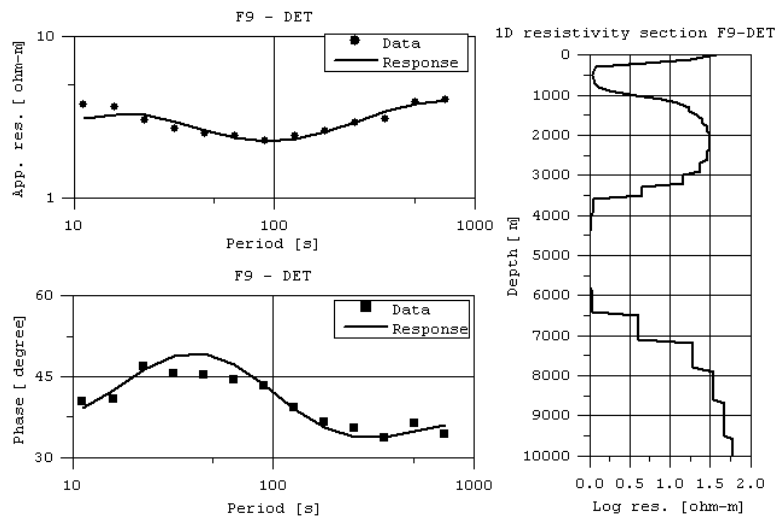 F9 - DET
10
1
App. res. [ ohm-m]
Data
Response
10
100
1000
Period [s]
F9 - DET
60
45
30
Phase [ degree]
Data
Response
10
100
1000
Period [s]
1D resistivity section F9-DET
0
1000
2000
3000
4000
5000
6000
7000
8000
9000
10000
Depth[ m]
0.0 0.5 1.0 1.5 2.0
Log res. [ohm-m]